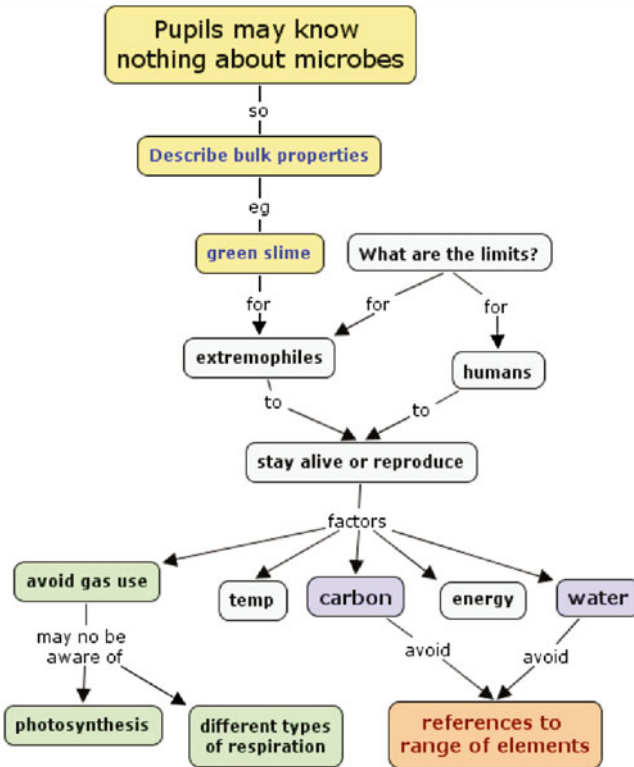 Pupils may know
nothing about microbes
so
Describe bulk properties
eg
green slime
What are the limits?
for
for
for
extremophiles
humans
to
to
stay alive or reproduce
factors
avoid gas use
temp
carbon
energy
water
may no be
aware of
avoid
avoid
photosynthesis
different types
of respiration
references to
range of elements